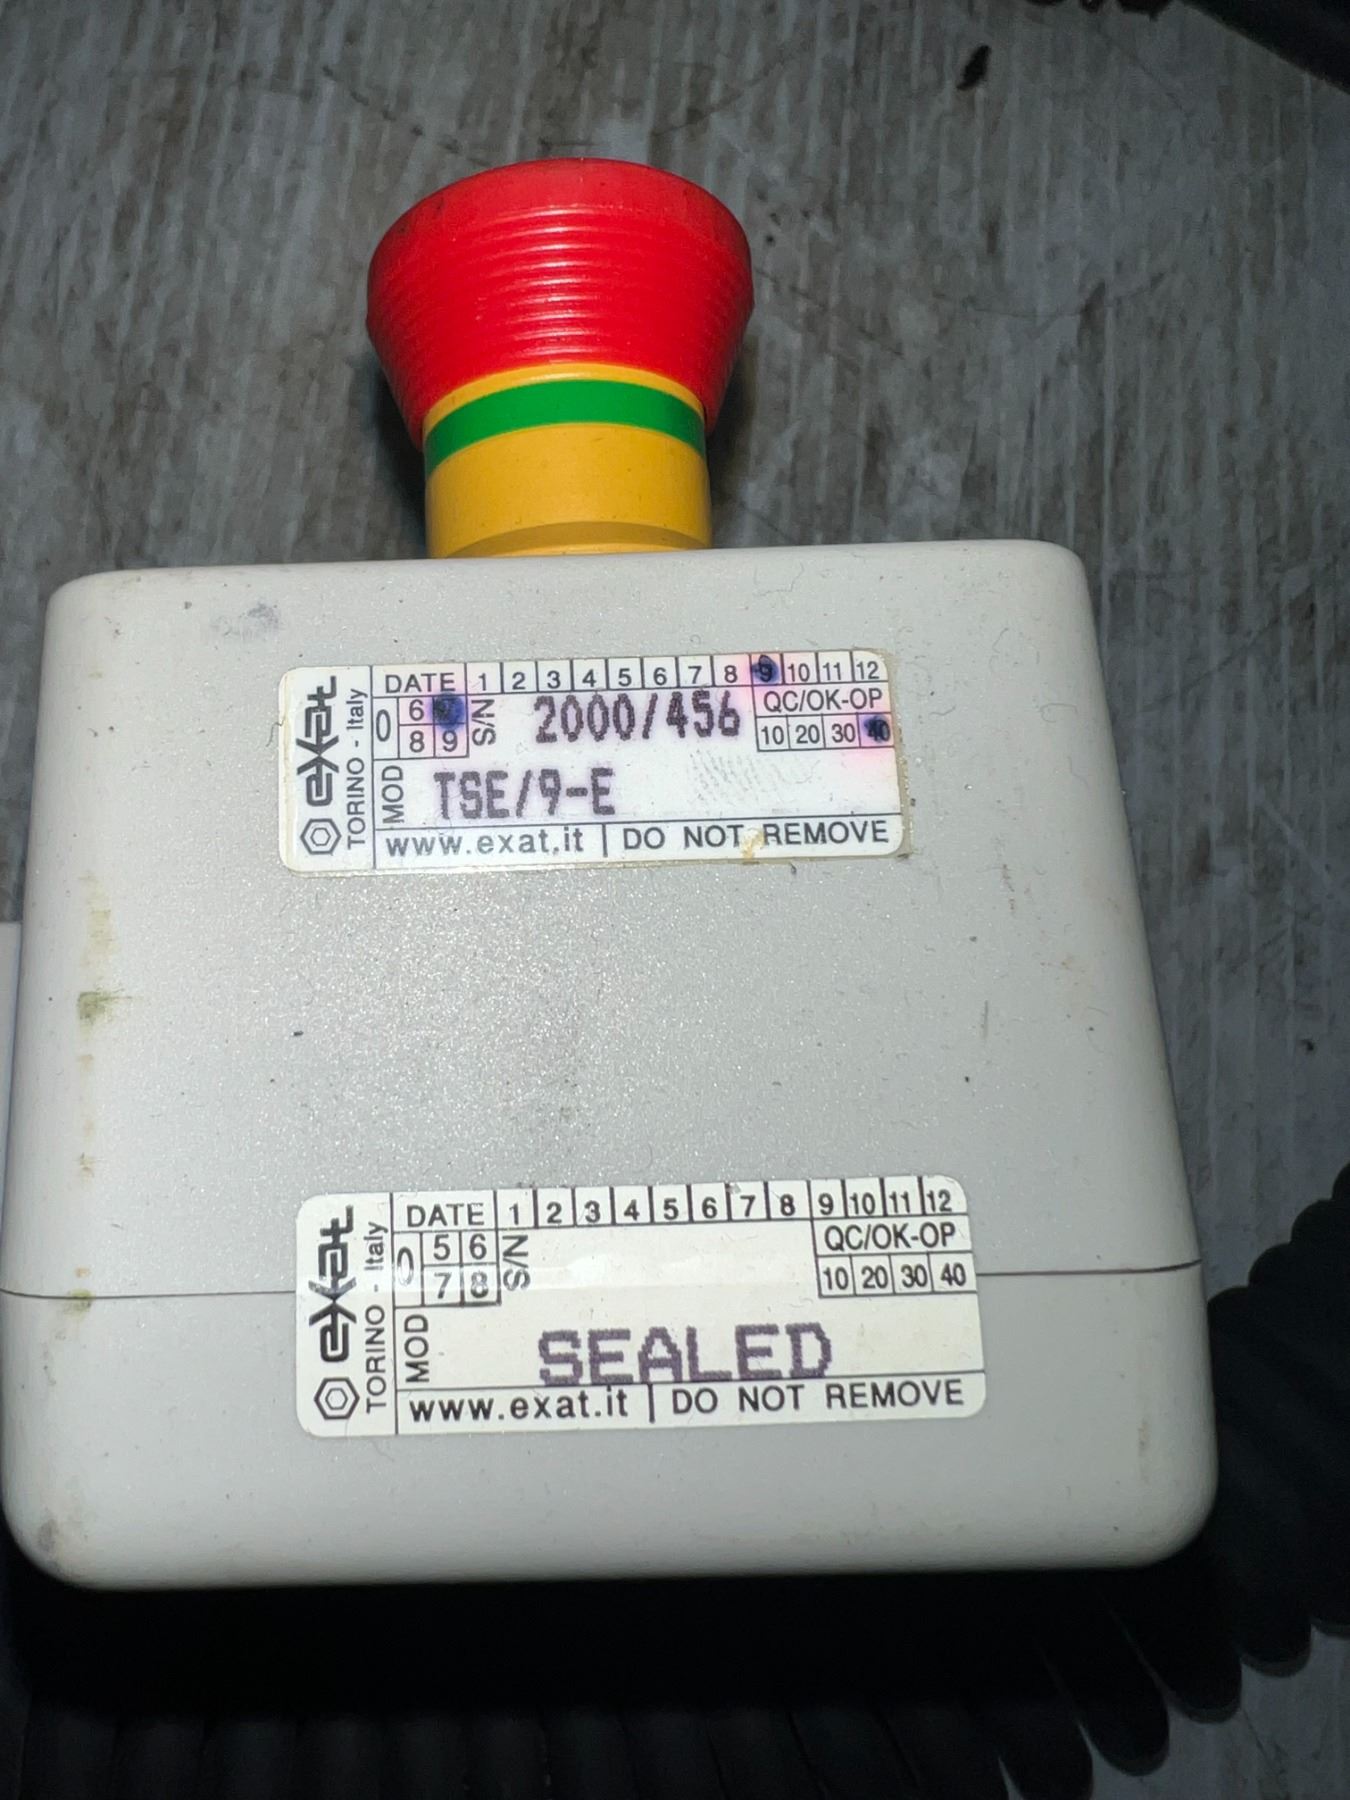 exat
TORINO - Italy
DATE 1 2 3 4 5 6 7 8 9 10 11 12
0 6
8 9
S/N 2000/456
QC/OK-OP
10 20 30 40
MOD TSE/9-E
www.exat.it | DO NOT REMOVE
exat
TORINO - Italy
DATE 1 2 3 4 5 6 7 8 9 10 11 12
0 5 6
7 8
S/N
QC/OK-OP
10 20 30 40
MOD SEALED
www.exat.it | DO NOT REMOVE